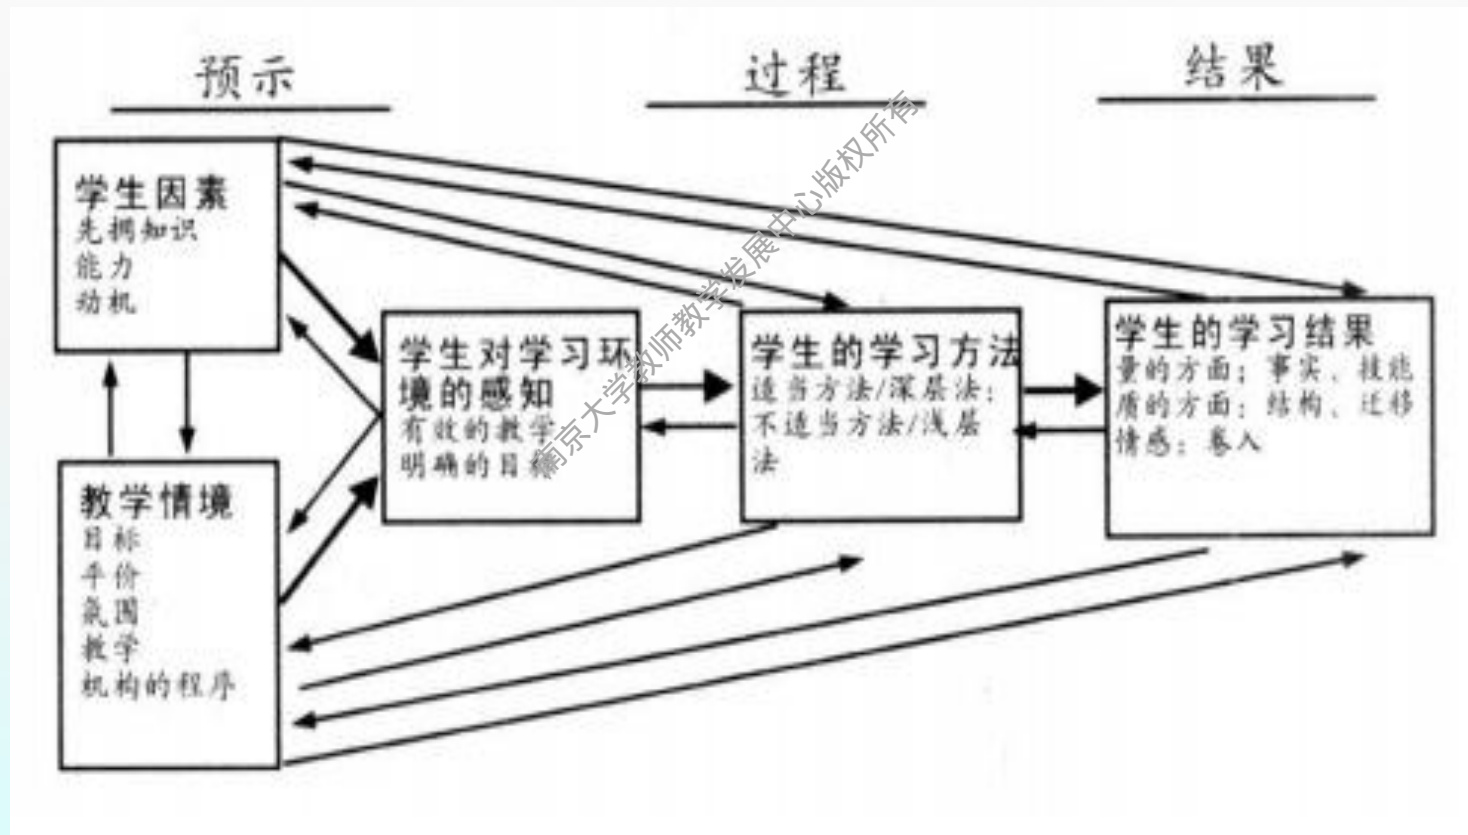 预示
过程
结果
学生因素
先拥知识
能力
动机
学生对学习环
境的感知
有效的教学
明确的目标
学生的学习方法
适当方法/深层法;
不适当方法/浅层
法
学生的学习结果
量的方面;事实、技能
质的方面;结构、迁移
情感;卷入
教学情境
目标
平价
氛围
教学
机构的程序
南京大学教师教学发展中心版权所有